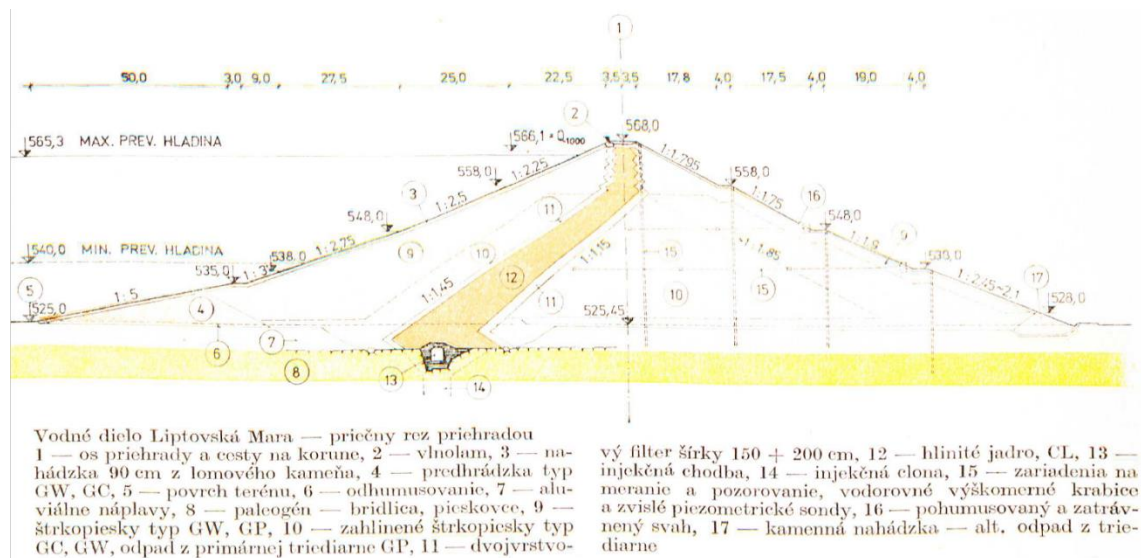 1
50,0 3,0 9,0 27,5 25,0 22,5 3,5 3,5 17,8 4,0 17,5 4,0 19,0 4,0
2
568,0
565,3 MAX. PREV. HLADINA
566,1 = Q1000
1:1,795
558,0
1:2,25
558,0
3
1:2,5
1:1,75
16
548,0
11
548,0
540,0 MIN. PREV. HLADINA
1:2,75
9
10
1:1,15
15
1:1,85
1:1,9
9
538,0
535,0
1:3
12
15
10
530,0
17
5
1:5
4
1:1,45
11
1:2,45-2,1
525,0
525,45
528,0
6
7
8
13
14
Vodné dielo Liptovská Mara — priečny rez priehradou
1 — os priehrady a cesty na korune, 2 — vlnolam, 3 — na-
hádzka 90 cm z lomového kameňa, 4 — predhrádzka typ
GW, GC, 5 — povrch terénu, 6 — odhumusovanie, 7 — alu-
viálne náplavy, 8 — paleogén — bridlica, pieskovce, 9 —
štrkopiesky typ GW, GP, 10 — zahlinené štrkopiesky typ
GC, GW, odpad z primárnej triediarne GP, 11 — dvojvrstvo-
vý filter šírky 150 + 200 cm, 12 — hlinité jadro, CL, 13 —
injekčná chodba, 14 — injekčná clona, 15 — zariadenia na
meranie a pozorovanie, vodorovné výškomerné krabice
a zvislé piezometrické sondy, 16 — pohumusovaný a zatráv-
nený svah, 17 — kamenná nahádzka — alt. odpad z trie-
diarne